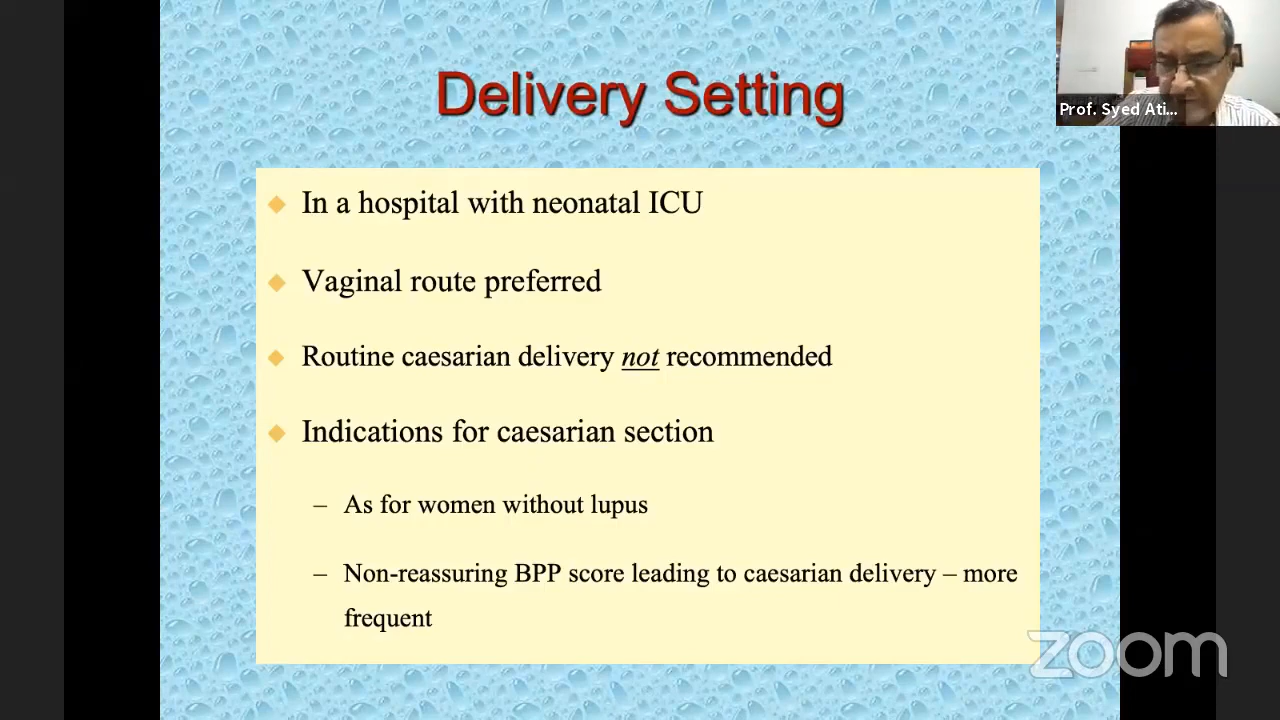 Delivery Setting
Prof. Syed Ati...
In a hospital with neonatal ICU
Vaginal route preferred
Routine caesarian delivery not recommended
Indications for caesarian section
– As for women without lupus
– Non-reassuring BPP score leading to caesarian delivery – more
frequent
zoom